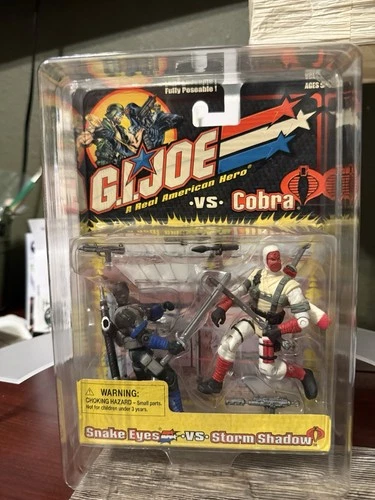 Fully Poseable!
AGES 5+
G.I. JOE
A Real American Hero®
·VS· Cobra
WARNING:
CHOKING HAZARD - Small parts.
Not for children under 3 years.
Snake Eyes ·VS· Storm Shadow